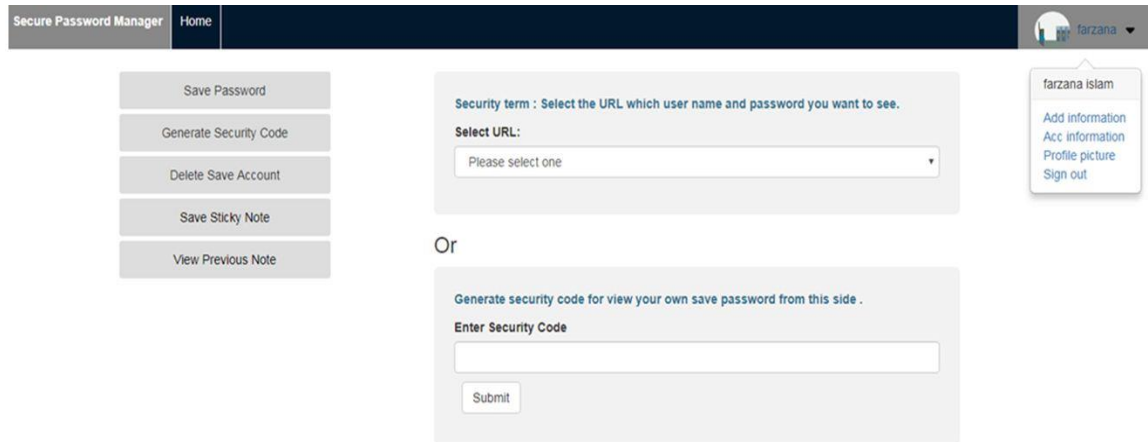 Secure Password Manager
Home
farzana
farzana islam
Add information
Acc information
Profile picture
Sign out
Save Password
Generate Security Code
Delete Save Account
Save Sticky Note
View Previous Note
Security term : Select the URL which user name and password you want to see.
Select URL:
Please select one
Or
Generate security code for view your own save password from this side .
Enter Security Code
Submit